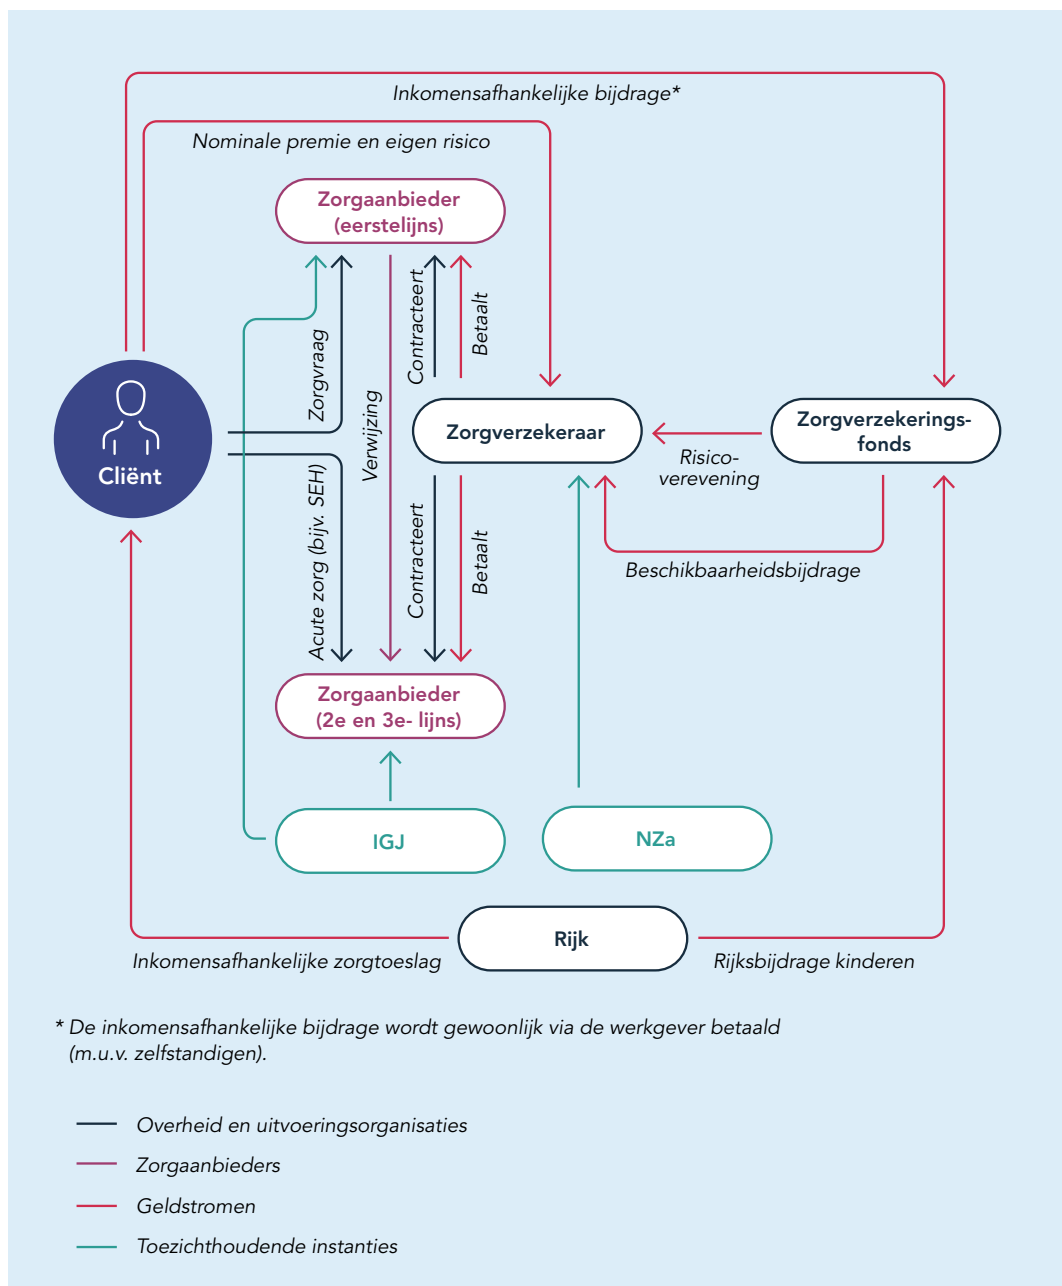 Inkomensafhankelijke bijdrage*
Nominale premie en eigen risico
Zorgaanbieder
(eerstelijns)
Zorgvraag
Verwijzing
Contracteert
Betaalt
Cliënt
Zorgverzekeraar
Risico-
verevening
Zorgverzekerings-
fonds
Acute zorg (bijv. SEH)
Contracteert
Betaalt
Beschikbaarheidsbijdrage
Zorgaanbieder
(2e en 3e- lijns)
IGJ
NZa
Rijk
Inkomensafhankelijke zorgtoeslag
Rijksbijdrage kinderen
* De inkomensafhankelijke bijdrage wordt gewoonlijk via de werkgever betaald
(m.u.v. zelfstandigen).
Overheid en uitvoeringsorganisaties
Zorgaanbieders
Geldstromen
Toezichthoudende instanties